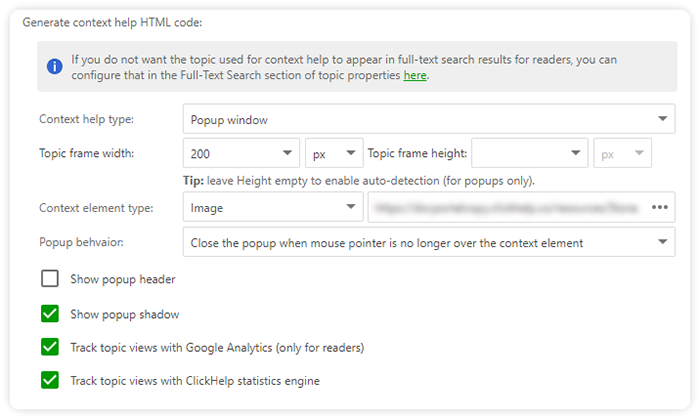 Generate context help HTML code:
If you do not want the topic used for context help to appear in full-text search results for readers, you can
configure that in the Full-Text Search section of topic properties here.
Context help type: Popup window
Topic frame width: 200 px Topic frame height: px
Tip: leave Height empty to enable auto-detection (for popups only).
Context element type: Image
Popup behvaior: Close the popup when mouse pointer is no longer over the context element
Show popup header
Show popup shadow
Track topic views with Google Analytics (only for readers)
Track topic views with ClickHelp statistics engine